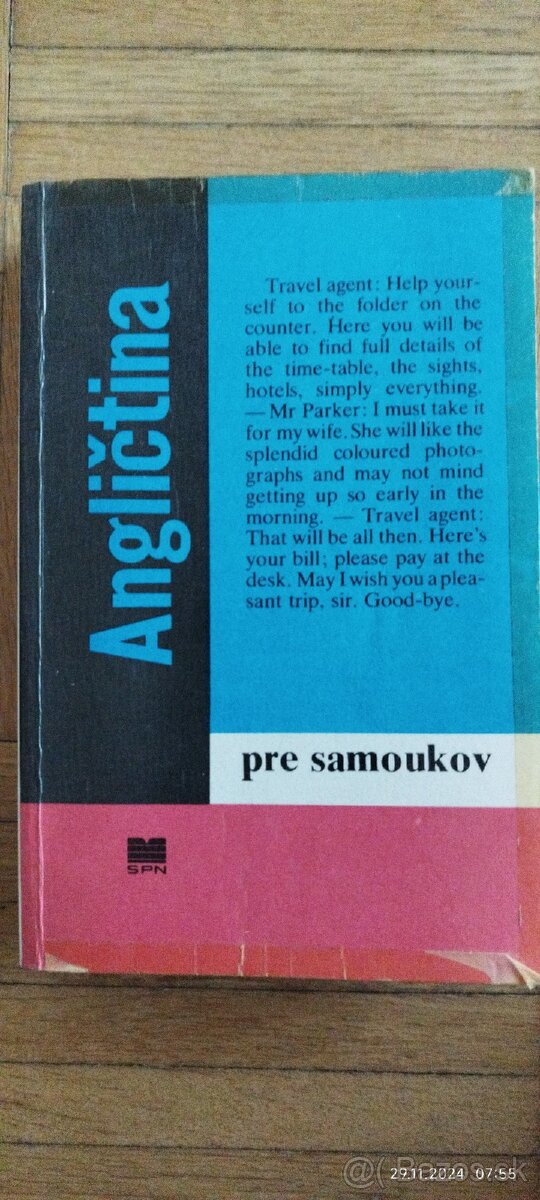 Angličtina
Travel agent: Help your-
self to the folder on the
counter. Here you will be
able to find full details of
the time-table, the sights,
hotels, simply everything.
— Mr Parker: I must take it
for my wife. She will like the
splendid coloured photo-
graphs and may not mind
getting up so early in the
morning. — Travel agent:
That will be all then. Here's
your bill; please pay at the
desk. May I wish you a plea-
sant trip, sir. Good-bye.
pre samoukov
SPN
29.11.2024 07:55